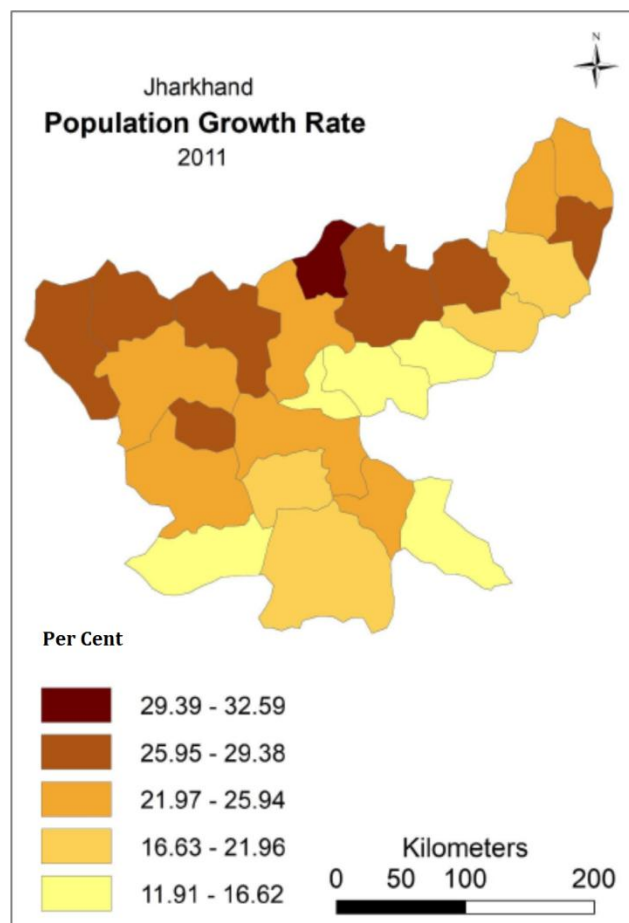 N
Jharkhand
Population Growth Rate
2011
Per Cent
29.39 - 32.59
25.95 - 29.38
21.97 - 25.94
16.63 - 21.96
11.91 - 16.62
Kilometers
0 50 100 200